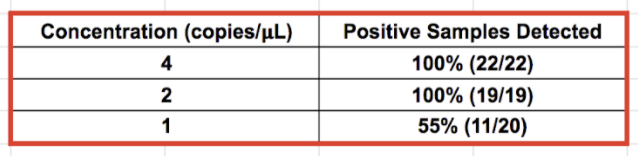 Concentration (copies/µL) Positive Samples Detected
4 100% (22/22)
2 100% (19/19)
1 55% (11/20)